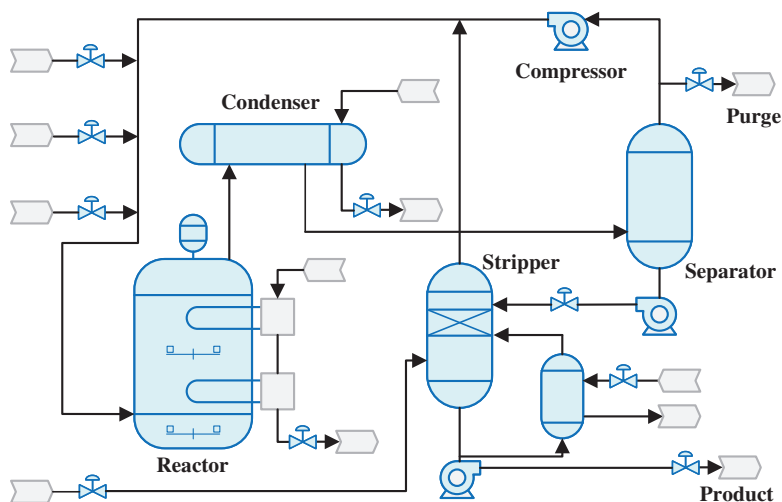 Compressor
Condenser
Purge
Stripper
Separator
Reactor
Product